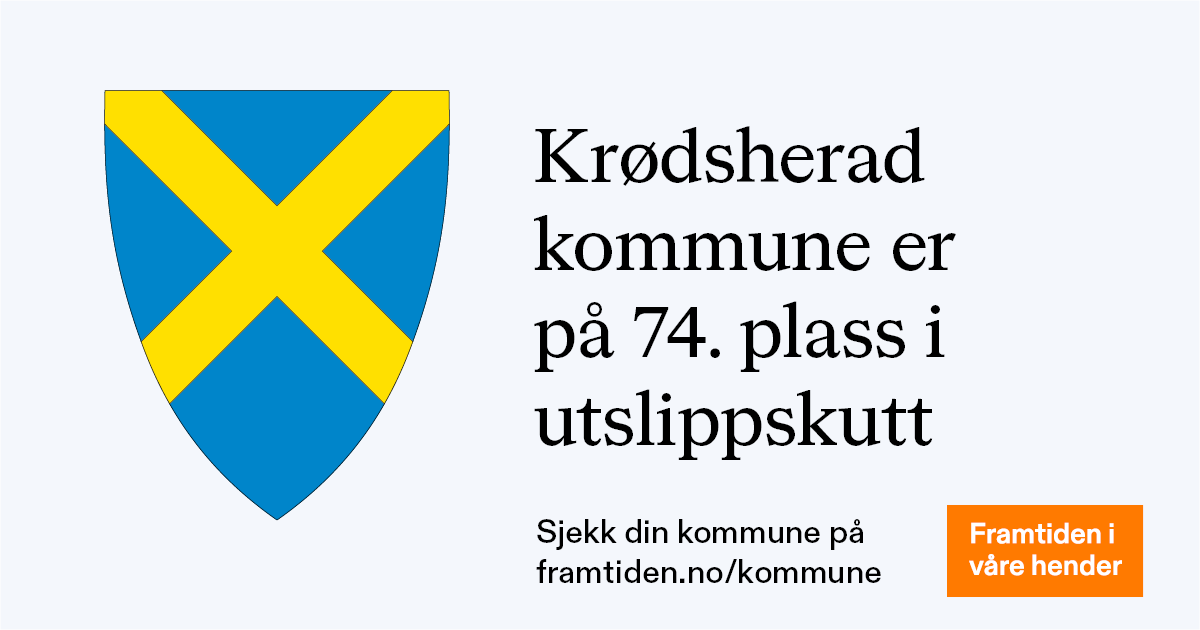 Krødsherad
kommune er
på 74. plass i
utslippskutt
Sjekk din kommune på
framtiden.no/kommune
Framtiden i
våre hender